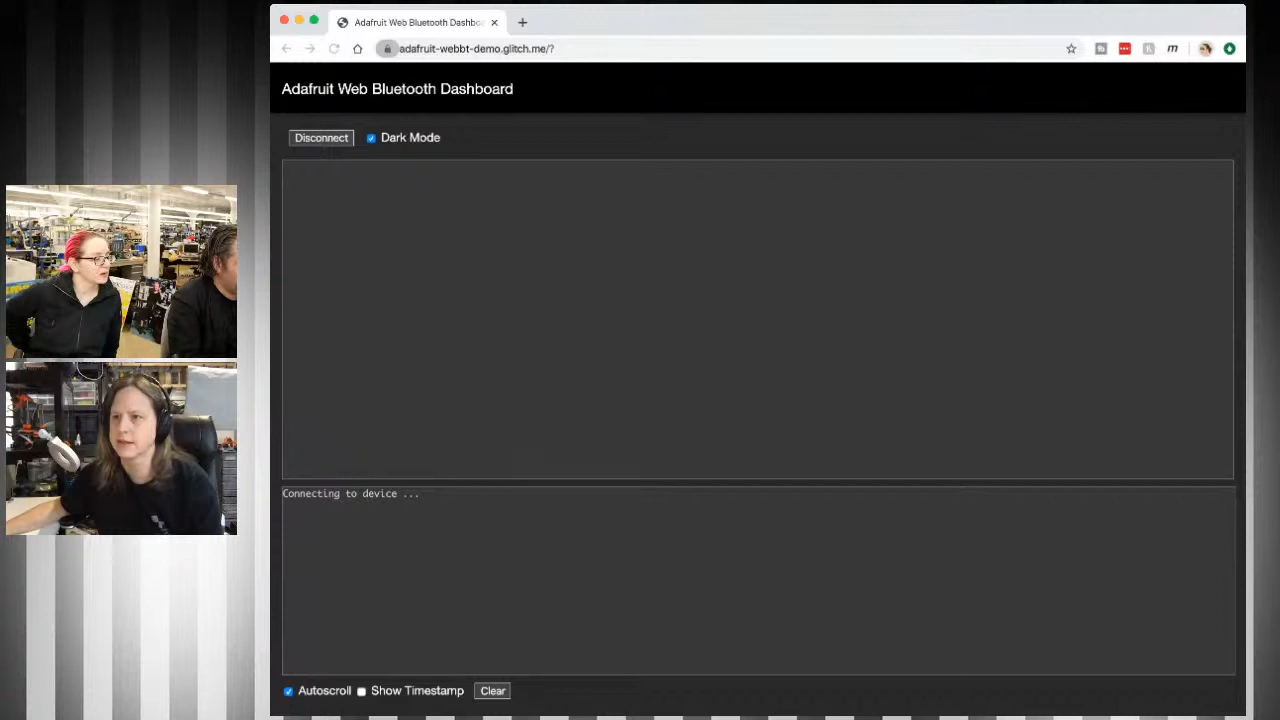 Adafruit Web Bluetooth Dashbo
adafruit-webbt-demo.glitch.me/?
Adafruit Web Bluetooth Dashboard
Disconnect
Dark Mode
Connecting to device ...
Autoscroll
Show Timestamp
Clear